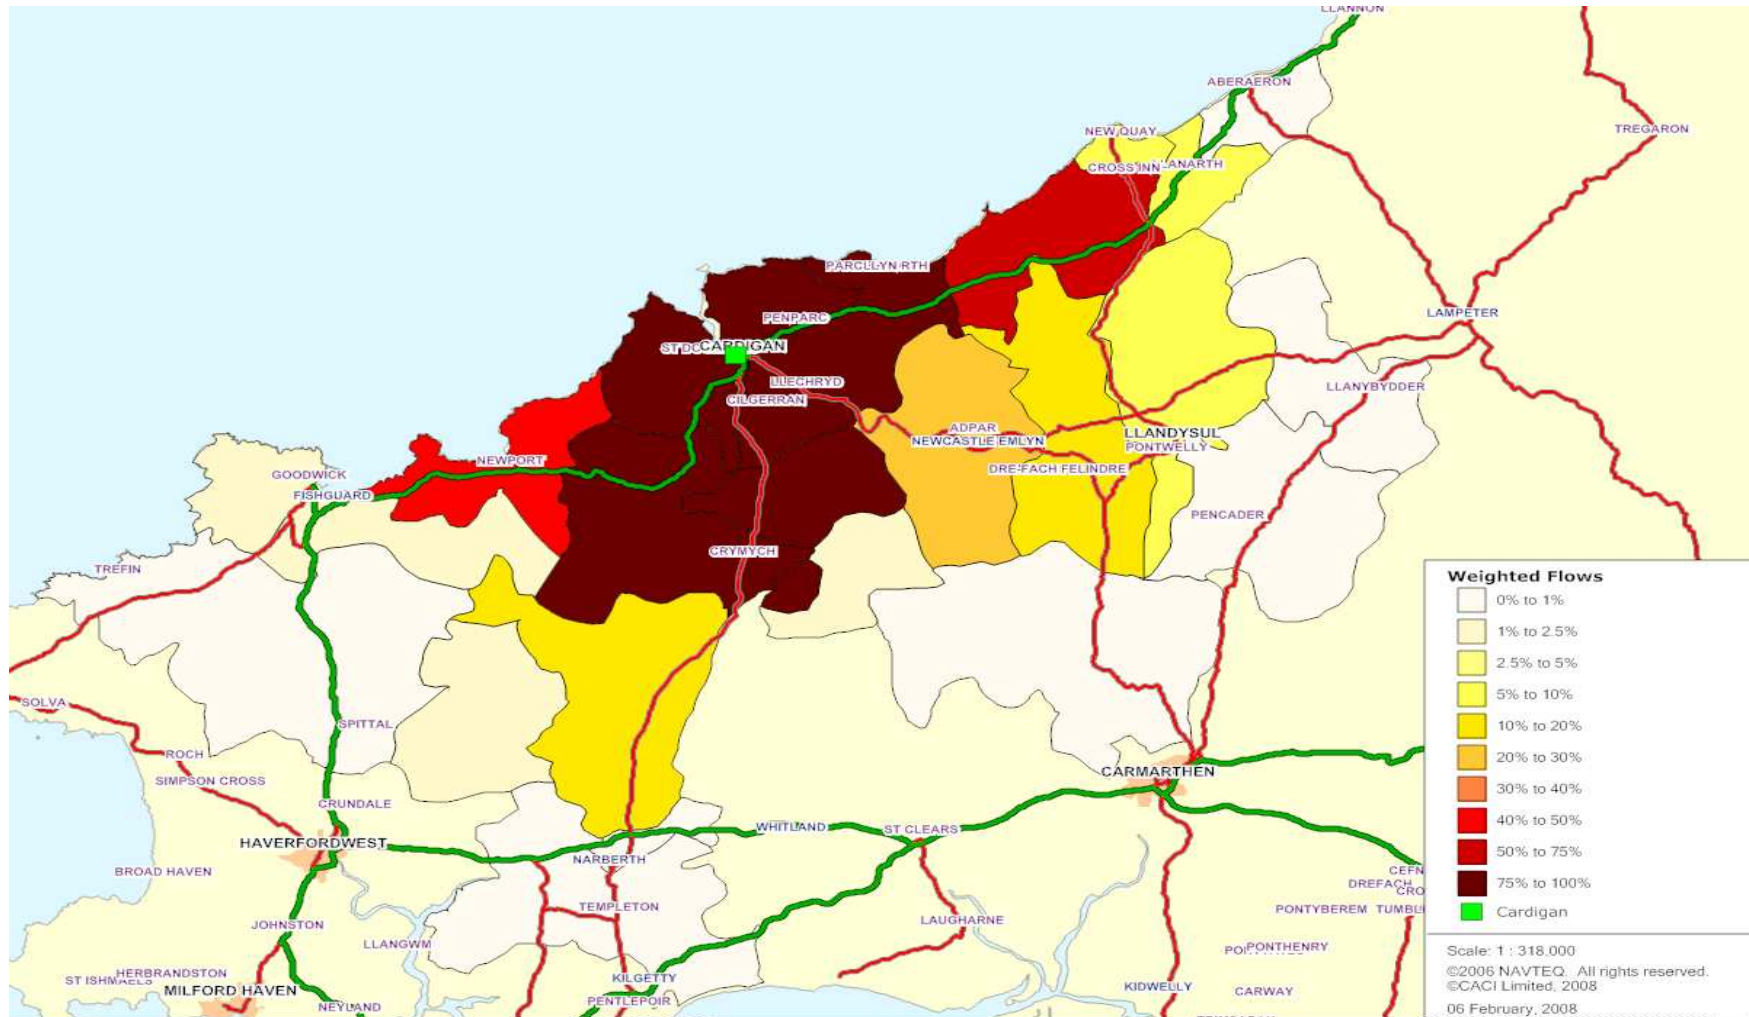 LLANNON
ABERAERON
TREGARON
NEW QUAY
CROSS INN
LLANARTH
PARCLLYN
PENPARC
CARDIGAN
LAMPETER
LLECHRYD
CILGERRAN
LLANYBYDDER
ADPAR
NEWCASTLE EMLYN
LLANDYSUL
PONTWELLY
NEWPORT
DRE-FACH FELINDRE
GOODWICK
FISHGUARD
PENCADER
CRYMYCH
TREFIN
SOLVA
SPITTAL
ROCH
SIMPSON CROSS
CARMARTHEN
CRUNDALE
WHITLAND
ST CLEARS
HAVERFORDWEST
NARBERTH
BROAD HAVEN
CEFN
DREFACH
CRO
TEMPLETON
PONTYBEREM
TUMBL
JOHNSTON
LAUGHARNE
LLANGWM
PONTHENRY
HERBRANDSTON
ST ISHMAELS
KILGETTY
MILFORD HAVEN
KIDWELLY
CARWAY
PENTLEPOIR
NEYLAND
Weighted Flows
0% to 1%
1% to 2.5%
2.5% to 5%
5% to 10%
10% to 20%
20% to 30%
30% to 40%
40% to 50%
50% to 75%
75% to 100%
Cardigan
Scale: 1 : 318,000
©2006 NAVTEQ. All rights reserved.
©CACI Limited, 2008
06 February, 2008